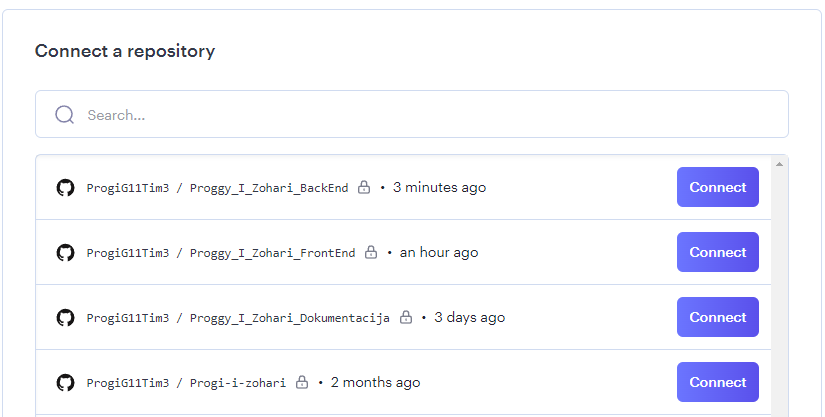 Connect a repository
Search...
ProgiG11Tim3 / Proggy_I_Zohari_BackEnd • 3 minutes ago Connect
ProgiG11Tim3 / Proggy_I_Zohari_FrontEnd • an hour ago Connect
ProgiG11Tim3 / Proggy_I_Zohari_Dokumentacija • 3 days ago Connect
ProgiG11Tim3 / Progi-i-zohari • 2 months ago Connect